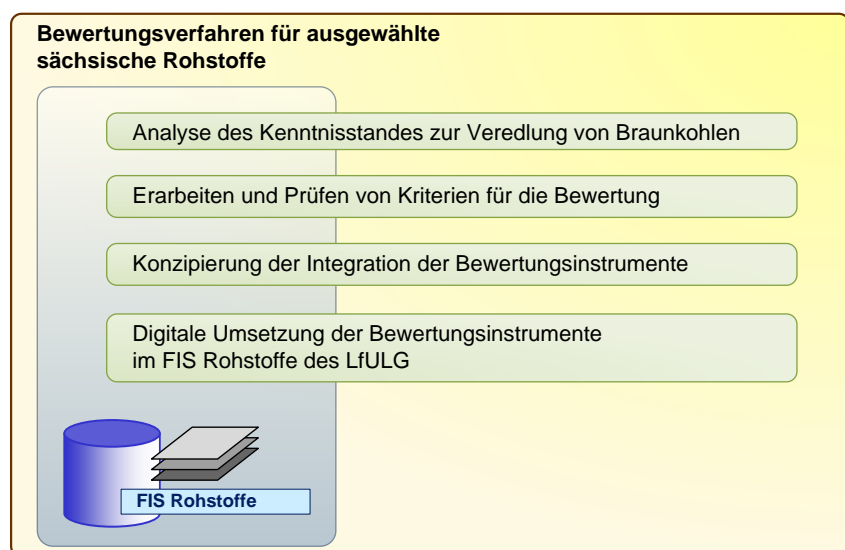 Bewertungsverfahren für ausgewählte
sächsische Rohstoffe
Analyse des Kenntnisstandes zur Veredlung von Braunkohlen
Erarbeiten und Prüfen von Kriterien für die Bewertung
Konzipierung der Integration der Bewertungsinstrumente
Digitale Umsetzung der Bewertungsinstrumente
im FIS Rohstoffe des LfULG
FIS Rohstoffe